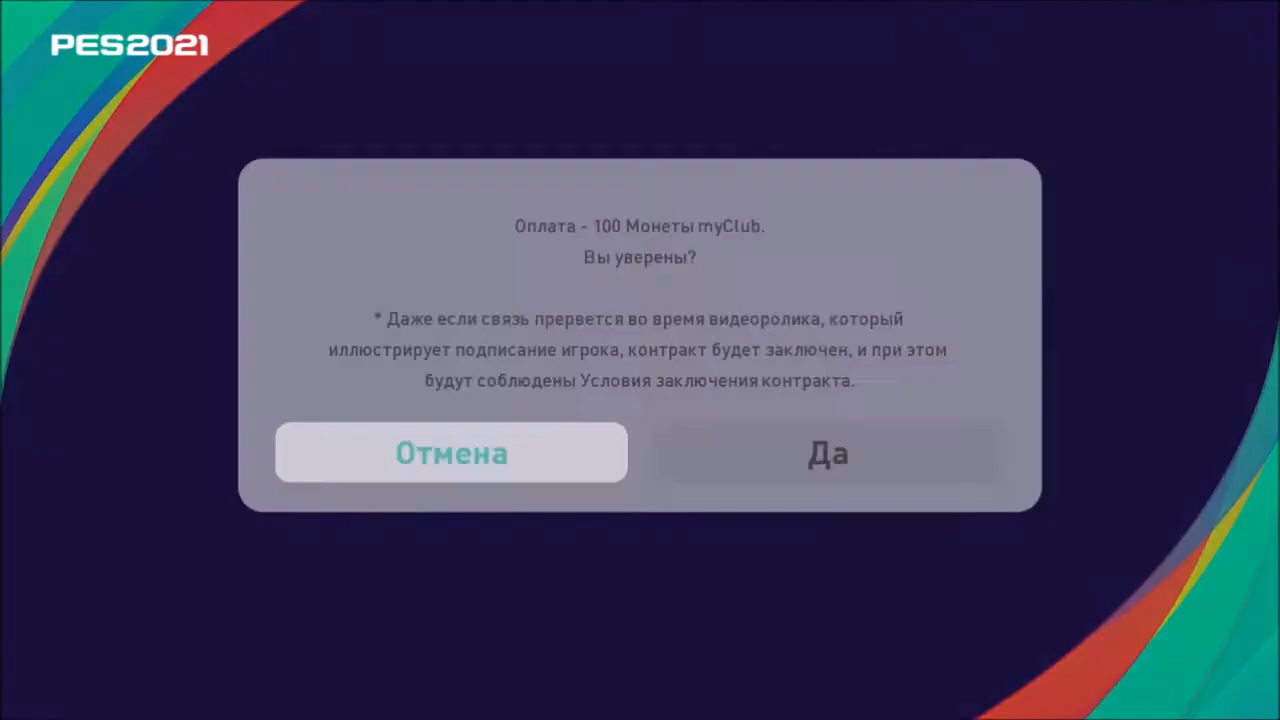 PES2021
Оплата - 100 Монеты myClub.
Вы уверены?
* Даже если связь прервется во время видеоролика, который
иллюстрирует подписание игрока, контракт будет заключен, и при этом
будут соблюдены Условия заключения контракта.
Отмена
Да